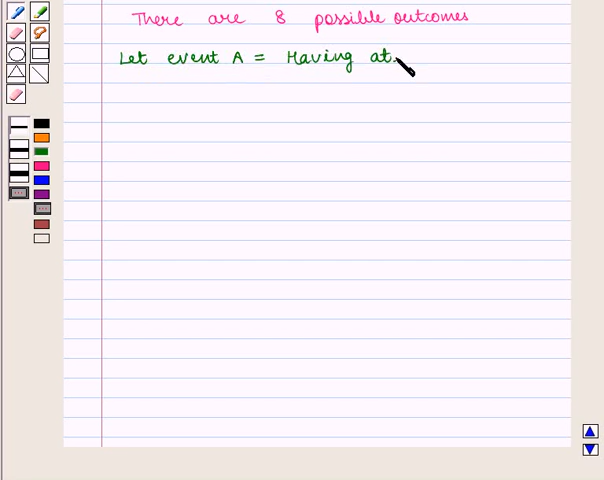 There are 8 possible outcomes
Let event A = Having at